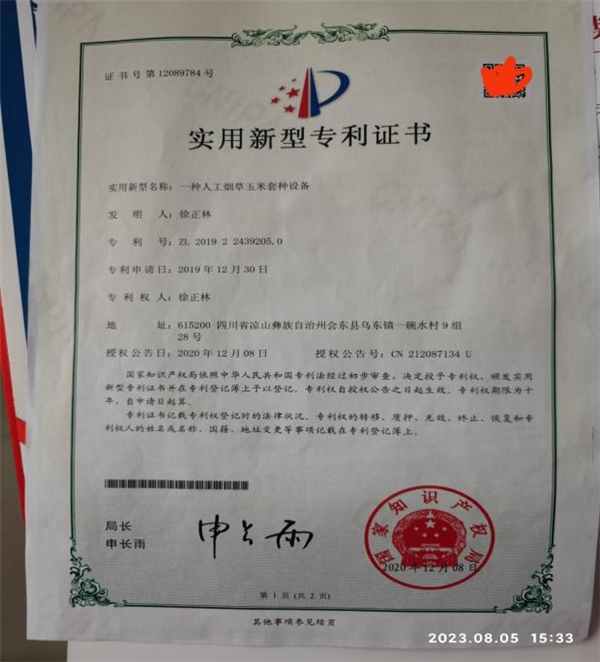 证书号第12089784号
实用新型专利证书
实用新型名称：一种人工烟草玉米套种设备
发明人：徐正林
专利号：ZL 2019 2 2439205.0
专利申请日：2019年12月30日
专利权人：徐正林
地址：615200 四川省凉山彝族自治州会东县乌东镇一碗水村9组
28号
授权公告日：2020年12月08日 授权公告号：CN 212087134 U
国家知识产权局依照中华人民共和国专利法经过初步审查，决定授予专利权，颁发实用
新型专利证书并在专利登记簿上予以登记。专利权自授权公告之日起生效。专利权期限为十
年，自申请日起算。
专利证书记载专利权登记时的法律状况。专利权的转移、质押、无效、终止、恢复和专
利权人的姓名或名称、国籍、地址变更等事项记载在专利登记簿上。
局长
申长雨
申长雨
国家知识产权局
2020年12月08日
第1页(共2页)
其他事项参见续页
2023.08.05 15:33